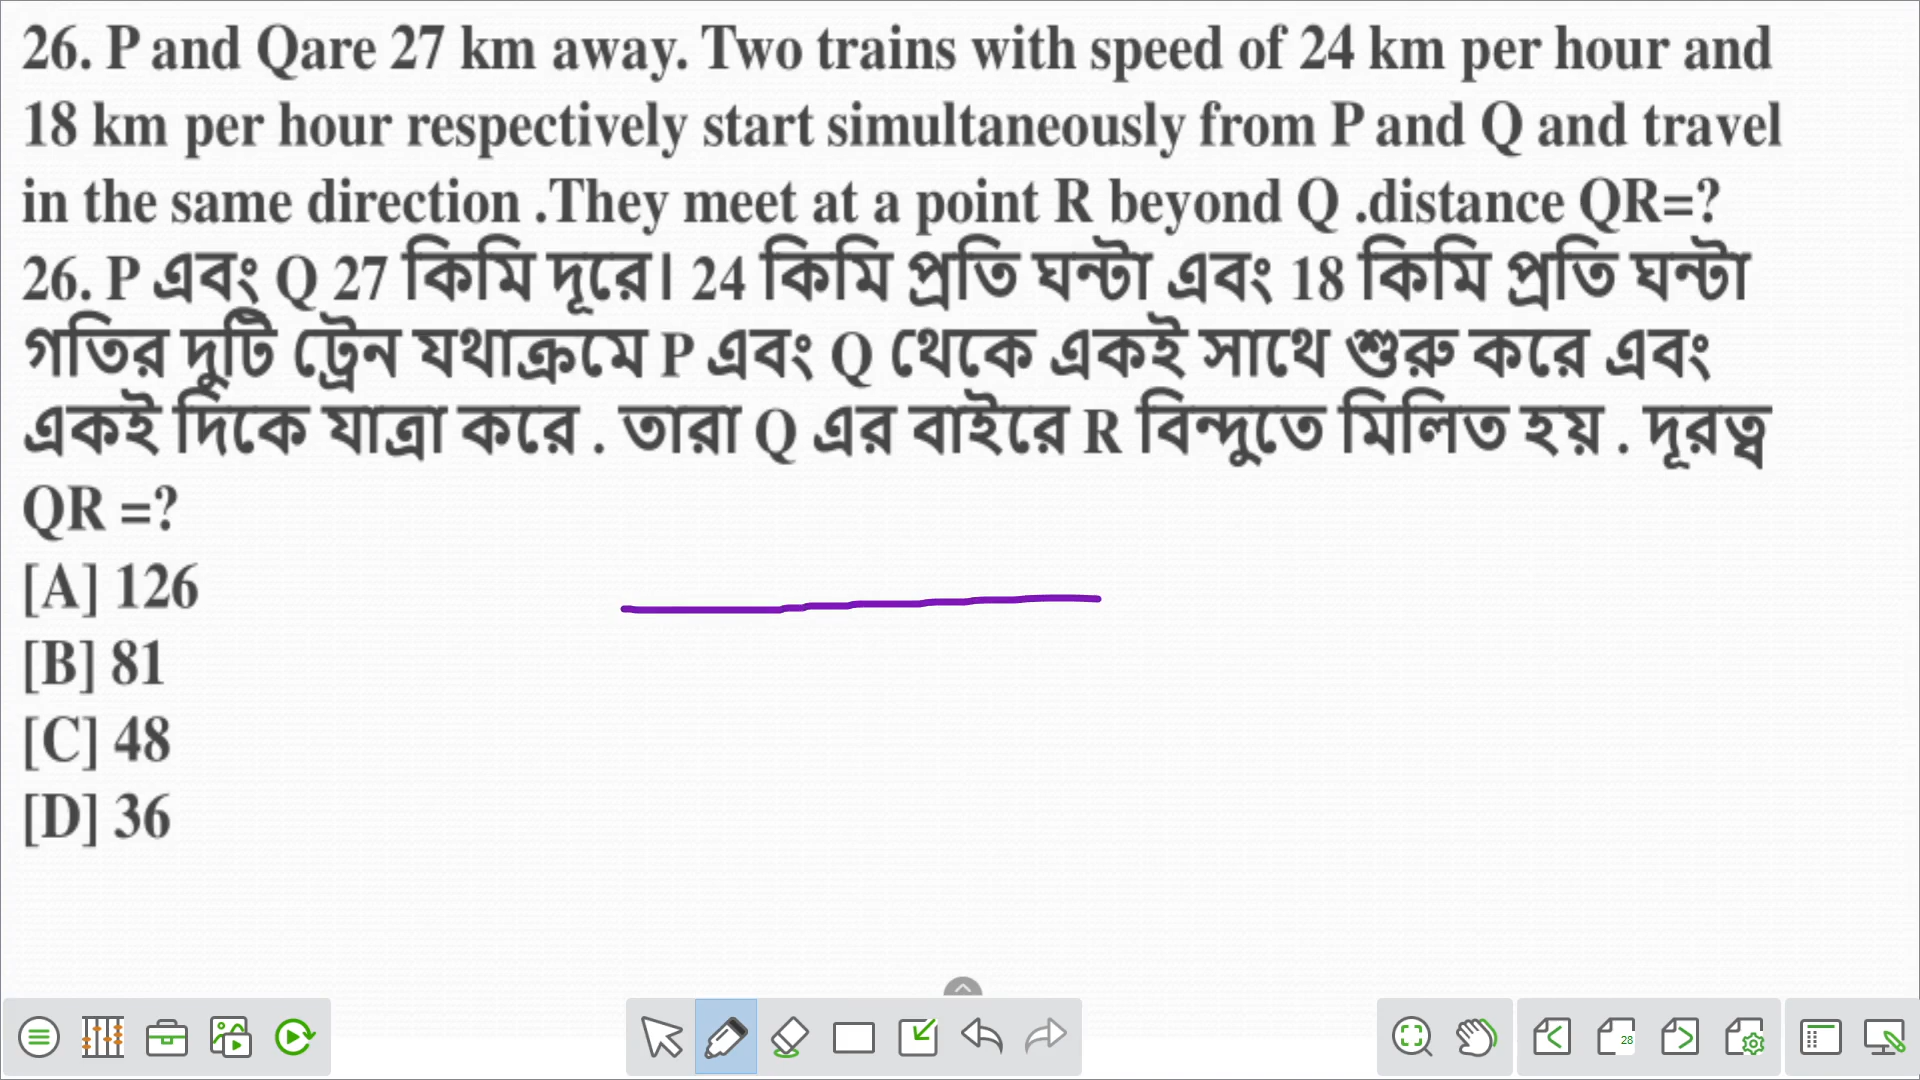 26. P and Qare 27 km away. Two trains with speed of 24 km per hour and
18 km per hour respectively start simultaneously from P and Q and travel
in the same direction .They meet at a point R beyond Q .distance QR=?
26. P এবং Q 27 কিমি দূরে। 24 কিমি প্রতি ঘন্টা এবং 18 কিমি প্রতি ঘন্টা
গতির দুটি ট্রেন যথাক্রমে P এবং Q থেকে একই সাথে শুরু করে এবং
একই দিকে যাত্রা করে . তারা Q এর বাইরে R বিন্দুতে মিলিত হয় . দূরত্ব
QR =?
[A] 126
[B] 81
[C] 48
[D] 36
28